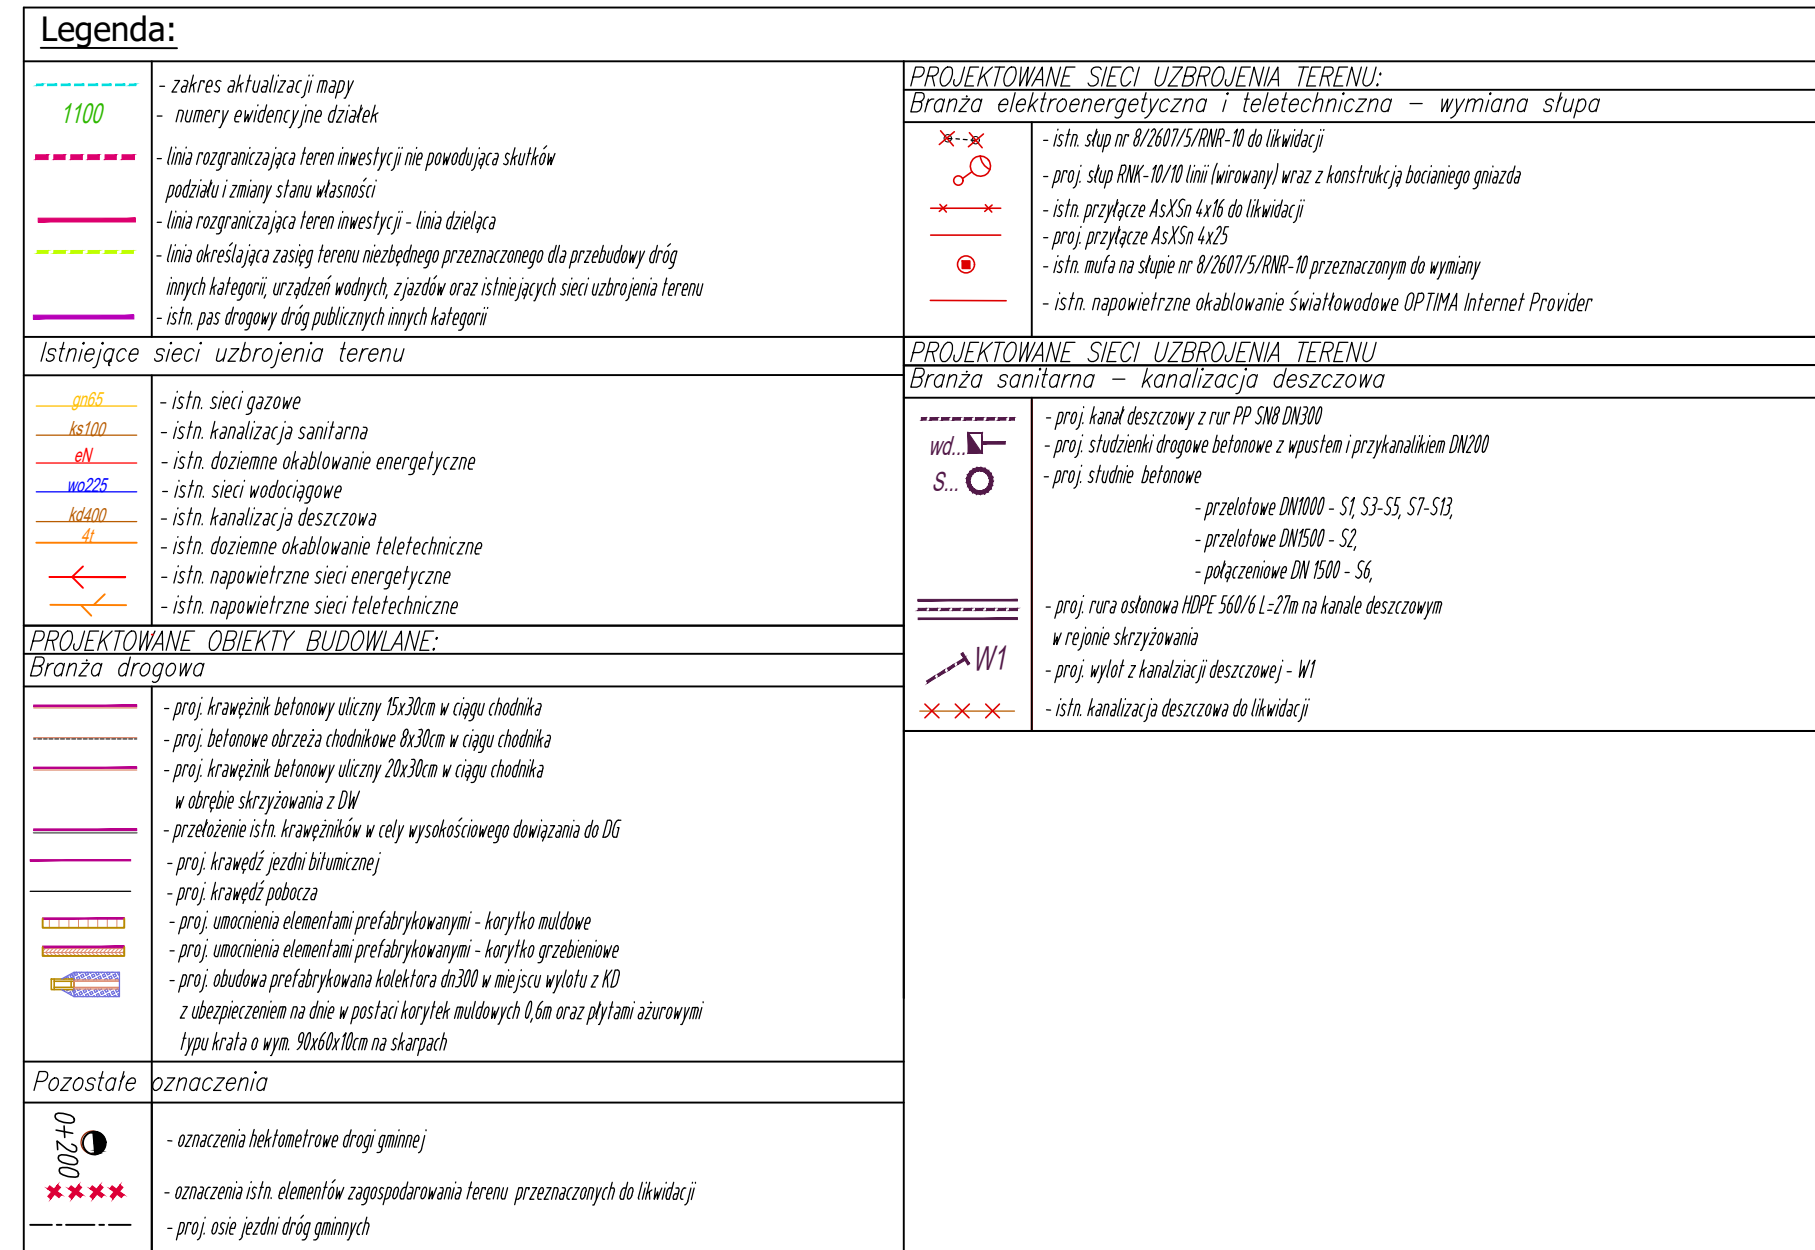 Legenda:
- zakres aktualizacji mapy
1100
- numery ewidencyjne działek
- linia rozgraniczająca teren inwestycji nie powodująca skutków
podziału i zmiany stanu własności
- linia rozgraniczająca teren inwestycji - linia dzieląca
- linia określająca zasięg terenu niezbędnego przeznaczonego dla przebudowy dróg
innych kategorii, urządzeń wodnych, zjazdów oraz istniejących sieci uzbrojenia terenu
- istn. pas drogowy dróg publicznych innych kategorii
Istniejące sieci uzbrojenia terenu
gn65
- istn. sieci gazowe
ks100
- istn. kanalizacja sanitarna
eN
- istn. doziemne okablowanie energetyczne
wo225
- istn. sieci wodociągowe
kd400
- istn. kanalizacja deszczowa
4t
- istn. doziemne okablowanie teletechniczne
- istn. napowietrzne sieci energetyczne
- istn. napowietrzne sieci teletechniczne
PROJEKTOWANE OBIEKTY BUDOWLANE:
Branża drogowa
- proj. krawężnik betonowy uliczny 15x30cm w ciągu chodnika
- proj. betonowe obrzeża chodnikowe 8x30cm w ciągu chodnika
- proj. krawężnik betonowy uliczny 20x30cm w ciągu chodnika
w obrębie skrzyżowania z DW
- przełożenie istn. krawężników w cely wysokościowego dowiązania do DG
- proj. krawędź jezdni bitumicznej
- proj. krawędź pobocza
- proj. umocnienia elementami prefabrykowanymi - korytko muldowe
- proj. umocnienia elementami prefabrykowanymi - korytko grzebieniowe
- proj. obudowa prefabrykowana kolektora dn300 w miejscu wylotu z KD
z ubezpieczeniem na dnie w postaci korytek muldowych 0,6m oraz płytami ażurowymi
typu krata o wym. 90x60x10cm na skarpach
Pozostałe oznaczenia
0+200
- oznaczenia hektometrowe drogi gminnej
- oznaczenia istn. elementów zagospodarowania terenu przeznaczonych do likwidacji
- proj. osie jezdni dróg gminnych
PROJEKTOWANE SIECI UZBROJENIA TERENU:
Branża elektroenergetyczna i teletechniczna - wymiana słupa
- istn. słup nr 8/2607/5/RNR-10 do likwidacji
- proj. słup RNK-10/10 linii (wirowany) wraz z konstrukcją bocianiego gniazda
- istn. przyłącze AsXSn 4x16 do likwidacji
- proj. przyłącze AsXSn 4x25
- istn. mufa na słupie nr 8/2607/5/RNR-10 przeznaczonym do wymiany
- istn. napowietrzne okablowanie światłowodowe OPTIMA Internet Provider
PROJEKTOWANE SIECI UZBROJENIA TERENU
Branża sanitarna - kanalizacja deszczowa
- proj. kanał deszczowy z rur PP SN8 DN300
wd...
- proj. studzienki drogowe betonowe z wpustem i przykanalikiem DN200
S...
- proj. studnie betonowe
- przelotowe DN1000 - S1, S3-S5, S7-S13,
- przelotowe DN1500 - S2,
- połączeniowe DN 1500 - S6,
- proj. rura osłonowa HDPE 560/6 L=27m na kanale deszczowym
w rejonie skrzyżowania
W1
- proj. wylot z kanalziacji deszczowej - W1
- istn. kanalizacja deszczowa do likwidacji